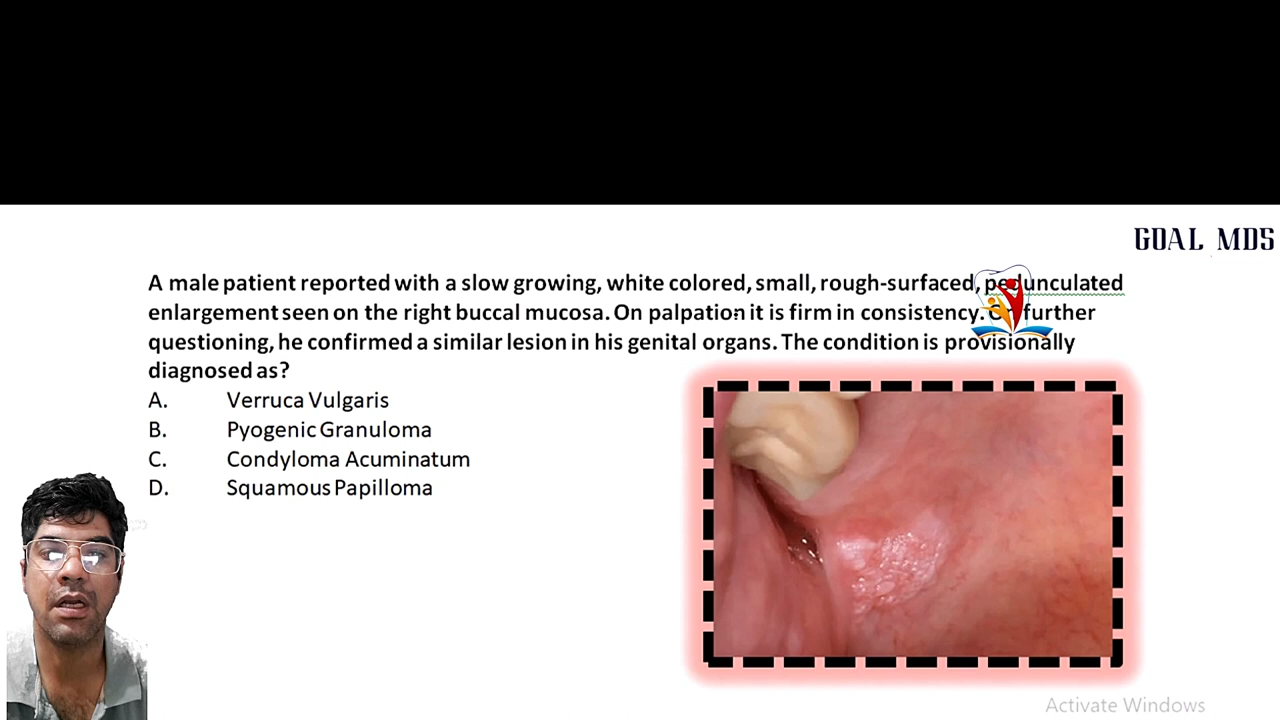 GOAL MDS
A male patient reported with a slow growing, white colored, small, rough-surfaced, pedunculated
enlargement seen on the right buccal mucosa. On palpation it is firm in consistency. On further
questioning, he confirmed a similar lesion in his genital organs. The condition is provisionally
diagnosed as?
A. Verruca Vulgaris
B. Pyogenic Granuloma
C. Condyloma Acuminatum
D. Squamous Papilloma
Activate Windows